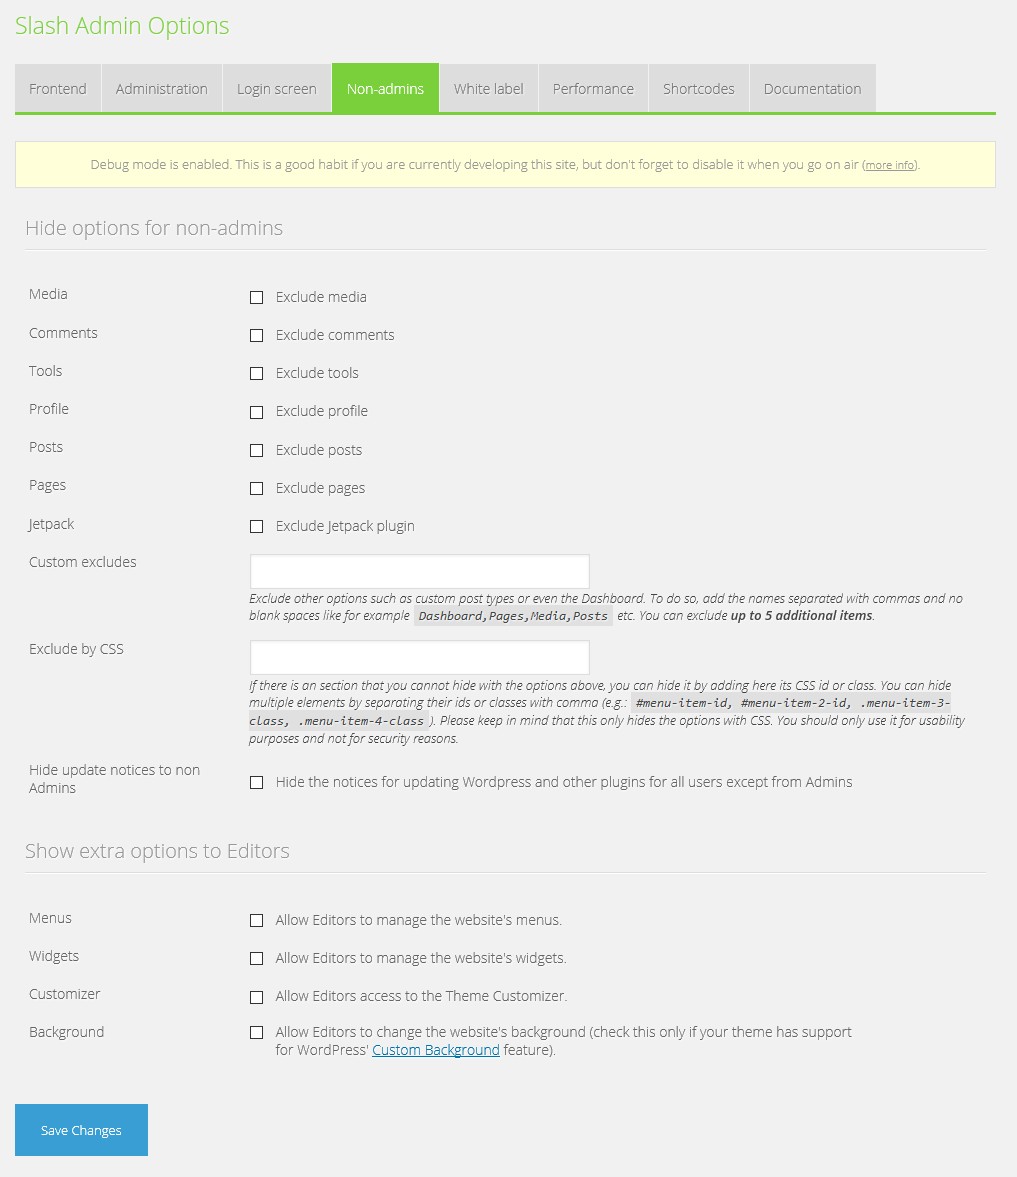 Slash Admin Options
Frontend Administration Login screen Non-admins White label Performance Shortcodes Documentation
Debug mode is enabled. This is a good habit if you are currently developing this site, but don't forget to disable it when you go on air (more info).
Hide options for non-admins
Media Exclude media
Comments Exclude comments
Tools Exclude tools
Profile Exclude profile
Posts Exclude posts
Pages Exclude pages
Jetpack Exclude Jetpack plugin
Custom excludes
Exclude other options such as custom post types or even the Dashboard. To do so, add the names separated with commas and no
blank spaces like for example Dashboard,Pages,Media,Posts etc. You can exclude up to 5 additional items.
Exclude by CSS
If there is an section that you cannot hide with the options above, you can hide it by adding here its CSS id or class. You can hide
multiple elements by separating their ids or classes with comma (e.g.: #menu-item-id, #menu-item-2-id, .menu-item-3-
class, .menu-item-4-class ). Please keep in mind that this only hides the options with CSS. You should only use it for usability
purposes and not for security reasons.
Hide update notices to non
Admins
Hide the notices for updating Wordpress and other plugins for all users except from Admins
Show extra options to Editors
Menus Allow Editors to manage the website's menus.
Widgets Allow Editors to manage the website's widgets.
Customizer Allow Editors access to the Theme Customizer.
Background Allow Editors to change the website's background (check this only if your theme has support
for WordPress' Custom Background feature).
Save Changes